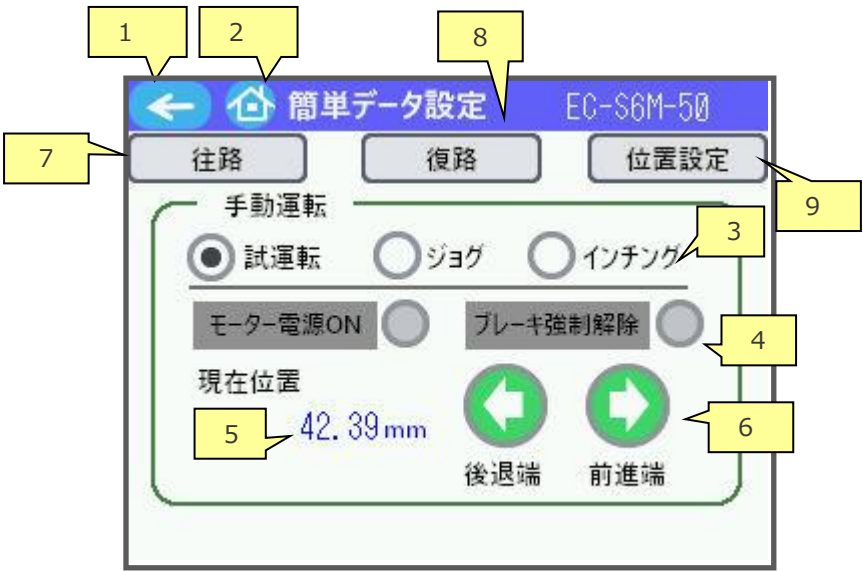 1
2
8
簡単データ設定 EC-S6M-50
7
往路 復路 位置設定
9
手動運転
3
試運転 ジョグ インチング
モーター電源ON ブレーキ強制解除
4
現在位置
5
42.39mm
6
後退端 前進端